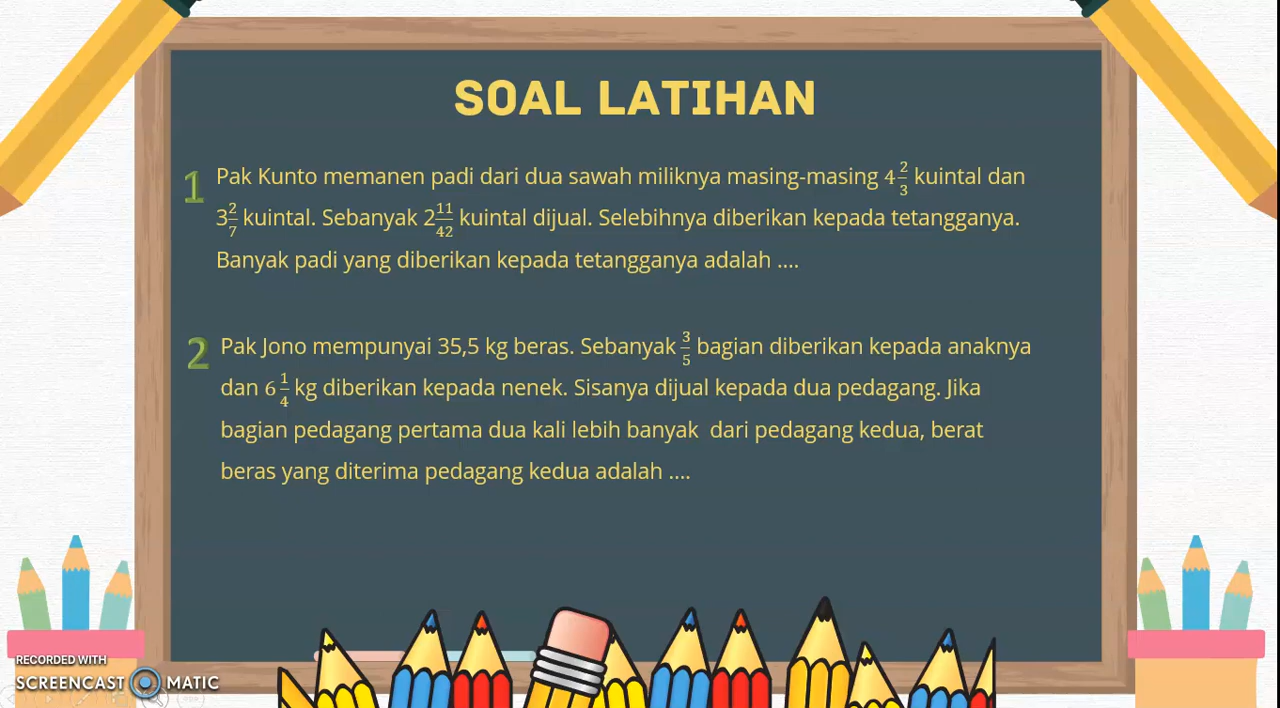 SOAL LATIHAN
1 Pak Kunto memanen padi dari dua sawah miliknya masing-masing 4 2/3 kuintal dan
3 2/7 kuintal. Sebanyak 2 11/42 kuintal dijual. Selebihnya diberikan kepada tetangganya.
Banyak padi yang diberikan kepada tetangganya adalah ....
2 Pak Jono mempunyai 35,5 kg beras. Sebanyak 3/5 bagian diberikan kepada anaknya
dan 6 1/4 kg diberikan kepada nenek. Sisanya dijual kepada dua pedagang. Jika
bagian pedagang pertama dua kali lebih banyak dari pedagang kedua, berat
beras yang diterima pedagang kedua adalah ....
RECORDED WITH
SCREENCAST MATIC